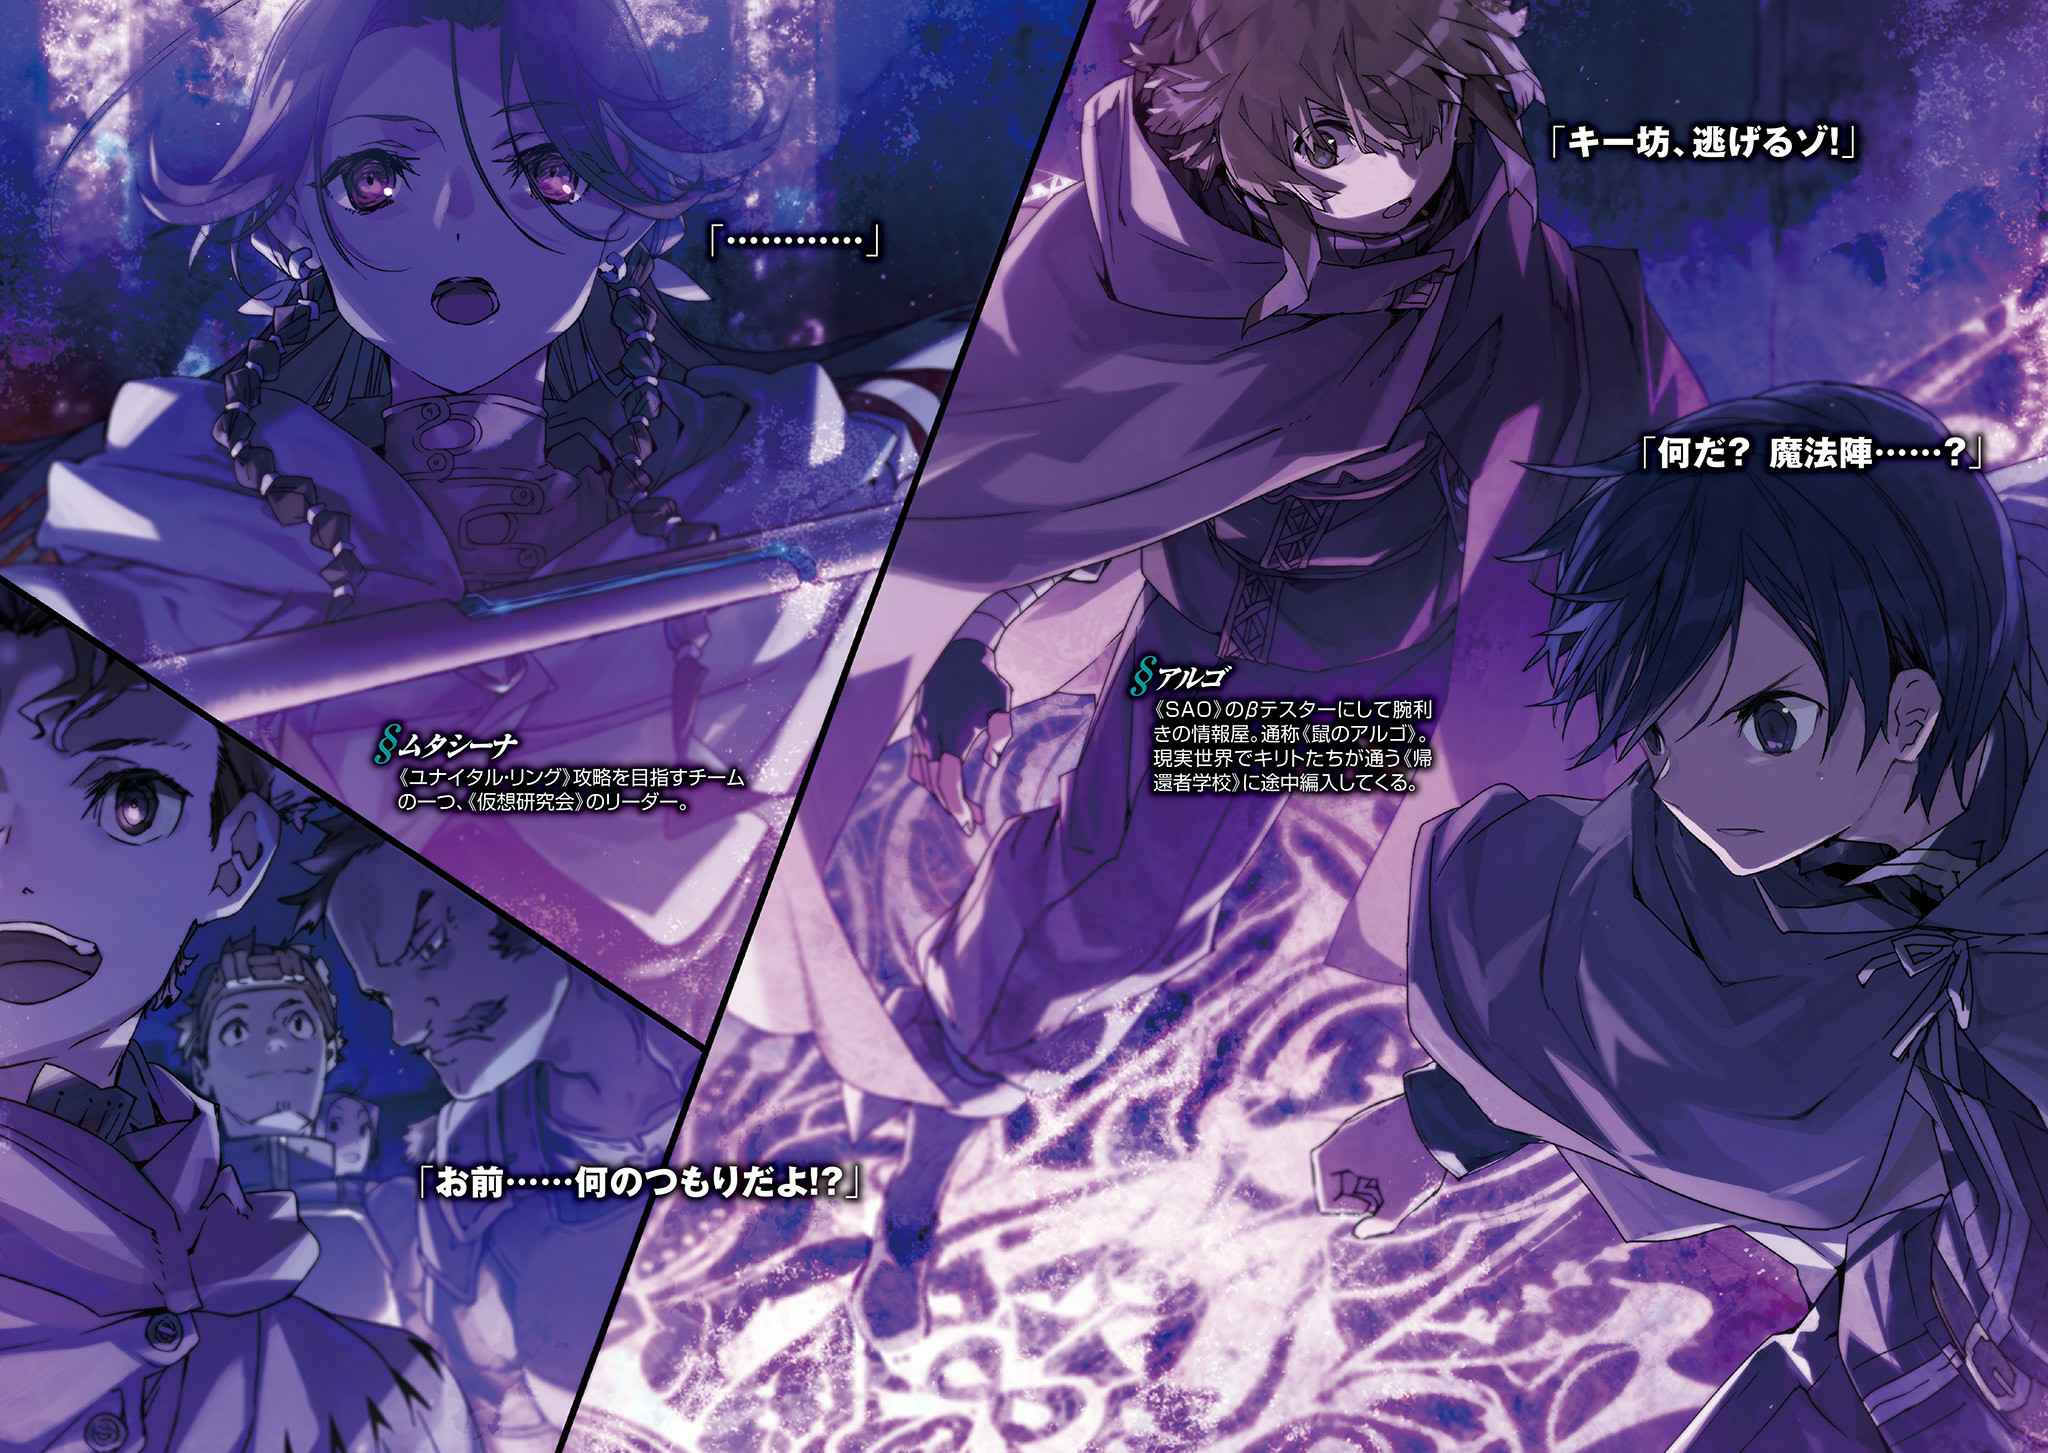 「キー坊、逃げるゾ!」
「何だ? 魔法陣……?」
§アルゴ
《SAO》のβテスターにして腕利
きの情報屋。通称《鼠のアルゴ》。
現実世界でキリトたちが通う《帰
還者学校》に途中編入してくる。
「…………」
§ムタシーナ
《ユナイタル・リング》攻略を目指すチーム
の一つ、《仮想研究会》のリーダー。
「お前……何のつもりだよ!?」